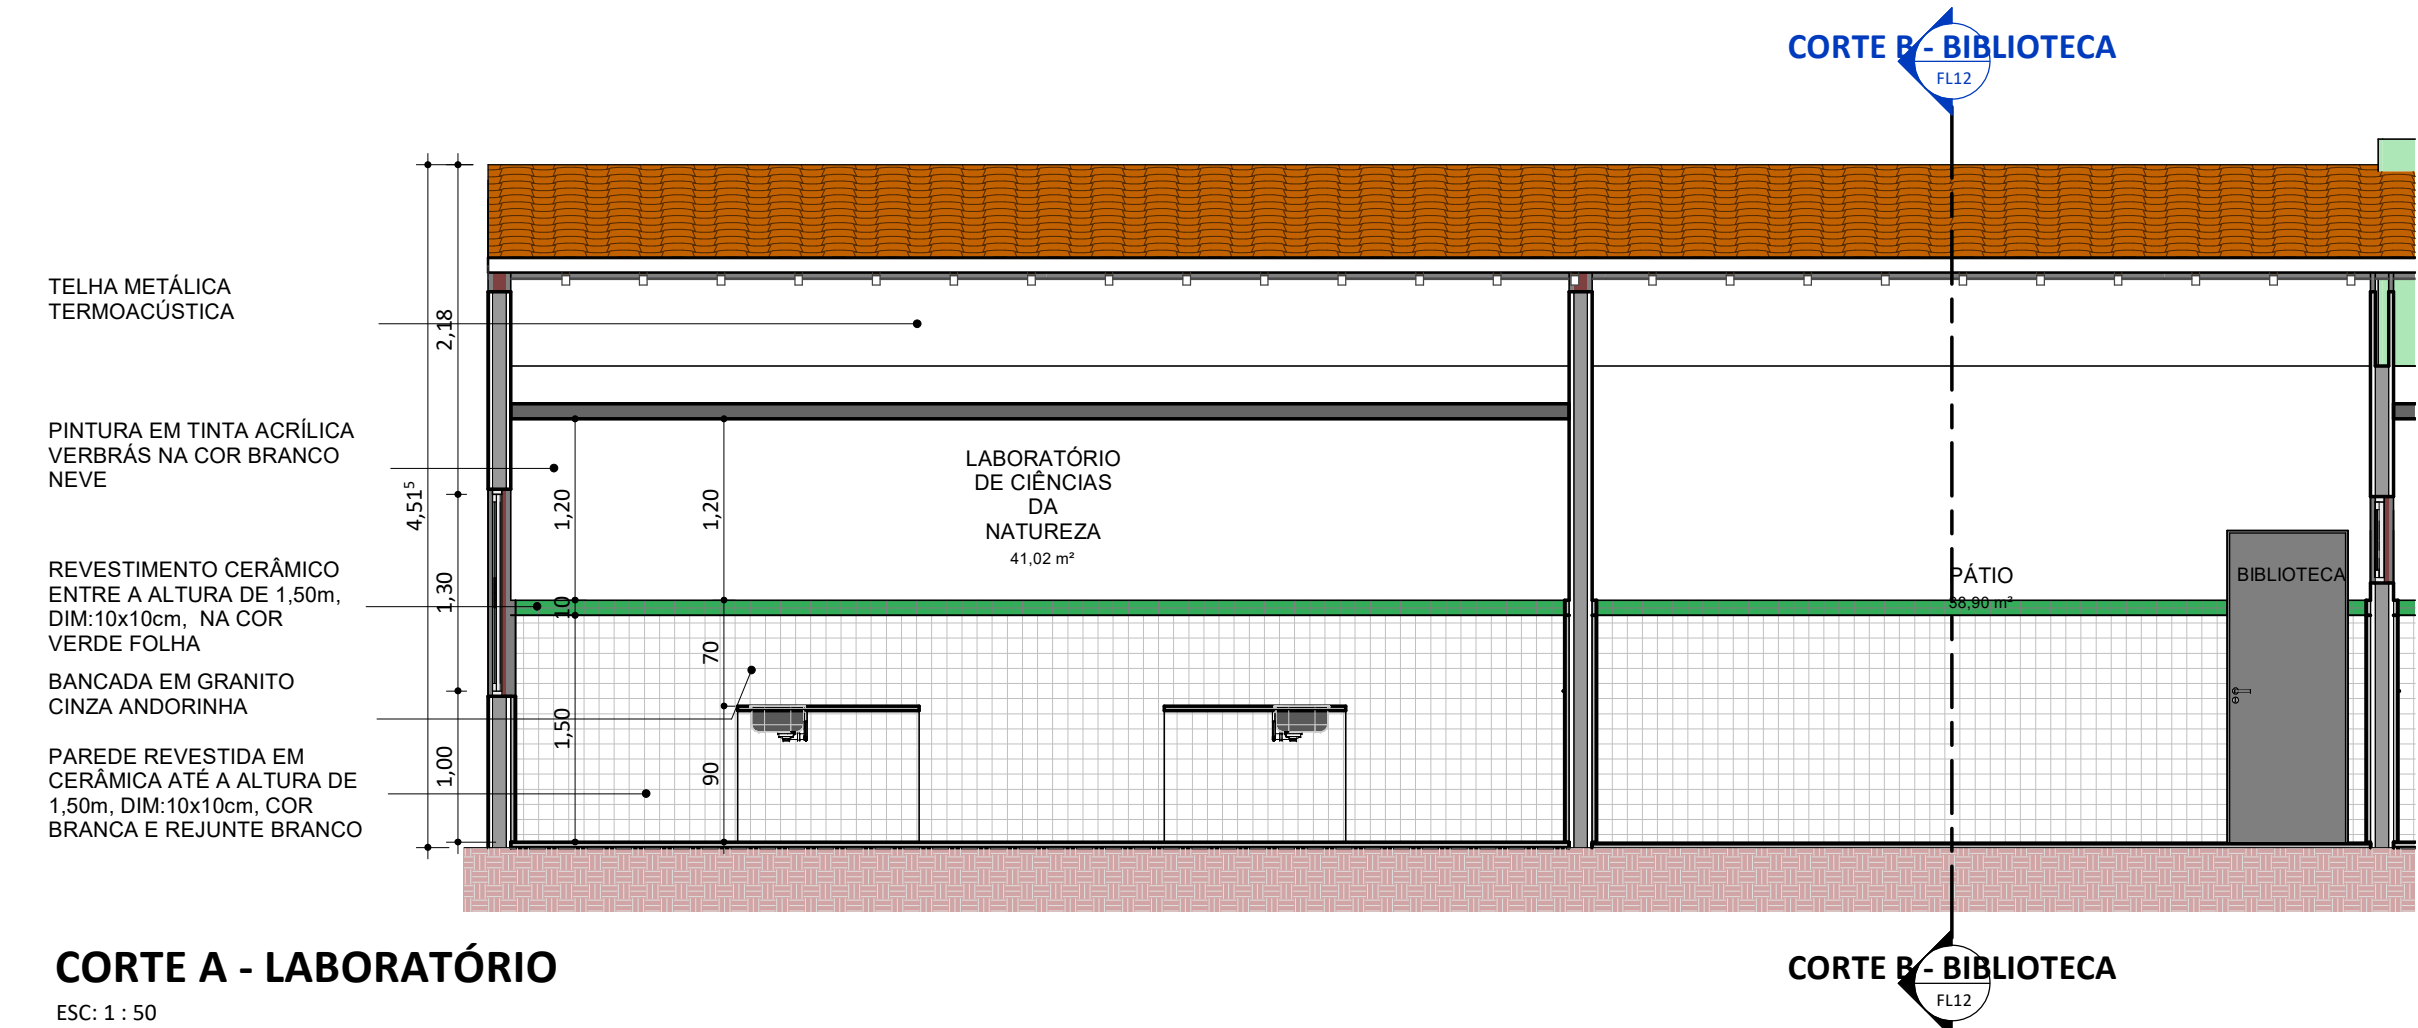 CORTE B - BIBLIOTECA
FL12
TELHA METÁLICA
TERMOACÚSTICA
2,18
PINTURA EM TINTA ACRÍLICA
VERBRÁS NA COR BRANCO
NEVE
4,51⁵
1,20
1,20
LABORATÓRIO
DE CIÊNCIAS
DA
NATUREZA
41,02 m²
REVESTIMENTO CERÂMICO
ENTRE A ALTURA DE 1,50m,
DIM:10x10cm, NA COR
VERDE FOLHA
1,30
10
PÁTIO
38,90 m²
BIBLIOTECA
70
BANCADA EM GRANITO
CINZA ANDORINHA
1,50
PAREDE REVESTIDA EM
CERÂMICA ATÉ A ALTURA DE
1,50m, DIM:10x10cm, COR
BRANCA E REJUNTE BRANCO
1,00
90
CORTE A - LABORATÓRIO
ESC: 1 : 50
CORTE B - BIBLIOTECA
FL12